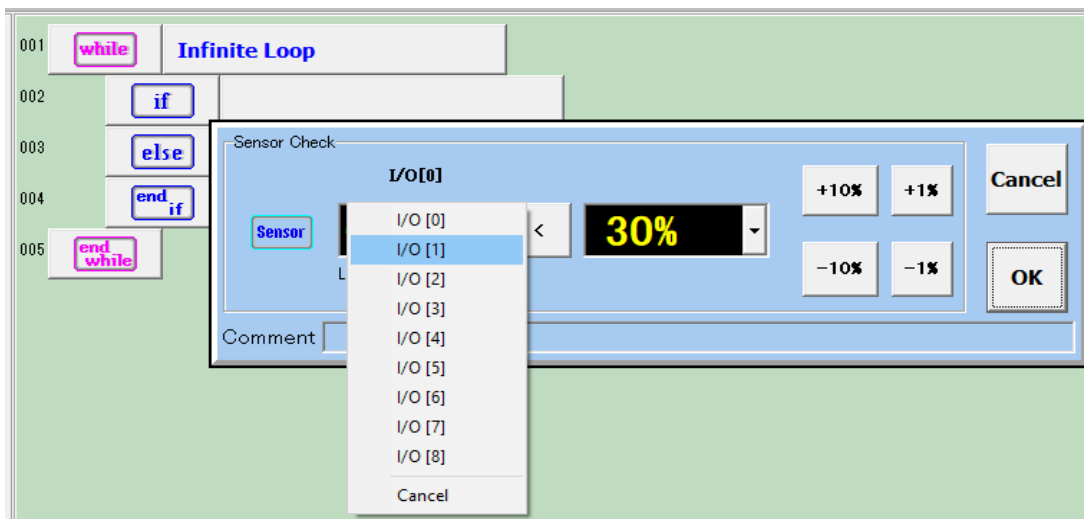 001 while Infinite Loop
002 if
003 else
004 end if
005 end while
Sensor Check
I/O[0]
Sensor
<
30%
+10%
+1%
-10%
-1%
Cancel
OK
L
Comment
I/O [0]
I/O [1]
I/O [2]
I/O [3]
I/O [4]
I/O [5]
I/O [6]
I/O [7]
I/O [8]
Cancel